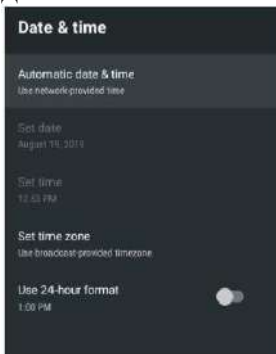 Date & time
Automatic date & time
Use network-provided time
Set date
August 19, 2019
Set time
12:53 PM
Set time zone
Use broadcast-provided timezone
Use 24-hour format
1:00 PM